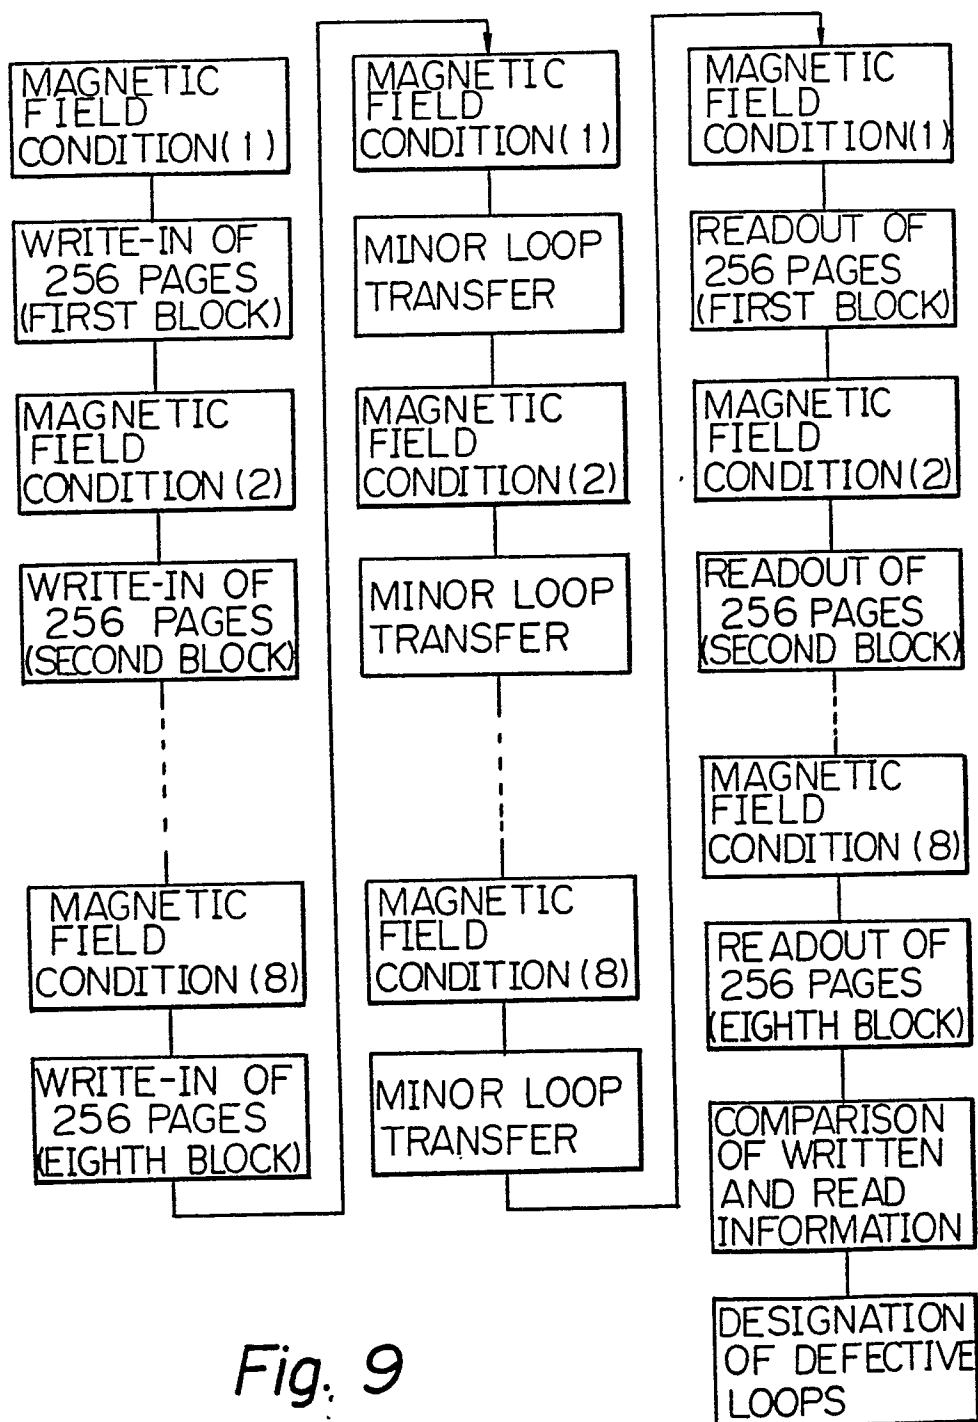 MAGNETIC
FIELD
CONDITION(1)
WRITE-IN OF
256 PAGES
(FIRST BLOCK)
MAGNETIC
FIELD
CONDITION(2)
WRITE-IN OF
256 PAGES
(SECOND BLOCK)
MAGNETIC
FIELD
CONDITION(8)
WRITE-IN OF
256 PAGES
(EIGHTH BLOCK)
MAGNETIC
FIELD
CONDITION(1)
MINOR LOOP
TRANSFER
MAGNETIC
FIELD
CONDITION(2)
MINOR LOOP
TRANSFER
MAGNETIC
FIELD
CONDITION(8)
MINOR LOOP
TRANSFER
MAGNETIC
FIELD
CONDITION(1)
READOUT OF
256 PAGES
(FIRST BLOCK)
MAGNETIC
FIELD
CONDITION(2)
READOUT OF
256 PAGES
(SECOND BLOCK)
MAGNETIC
FIELD
CONDITION (8)
READOUT OF
256 PAGES
(EIGHTH BLOCK)
COMPARISON
OF WRITTEN
AND READ
INFORMATION
DESIGNATION
OF DEFECTIVE
LOOPS
Fig. 9